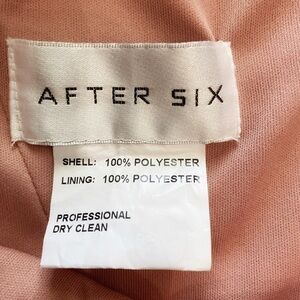 AFTER SIX
SHELL: 100% POLYESTER
LINING: 100% POLYESTER
PROFESSIONAL
DRY CLEAN